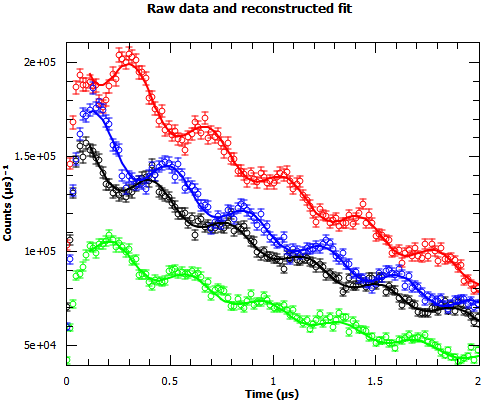 Raw data and reconstructed fit
2e+05
1.5e+05
1e+05
5e+04
Counts (μs)⁻¹
0
0.5
1
1.5
2
Time (μs)